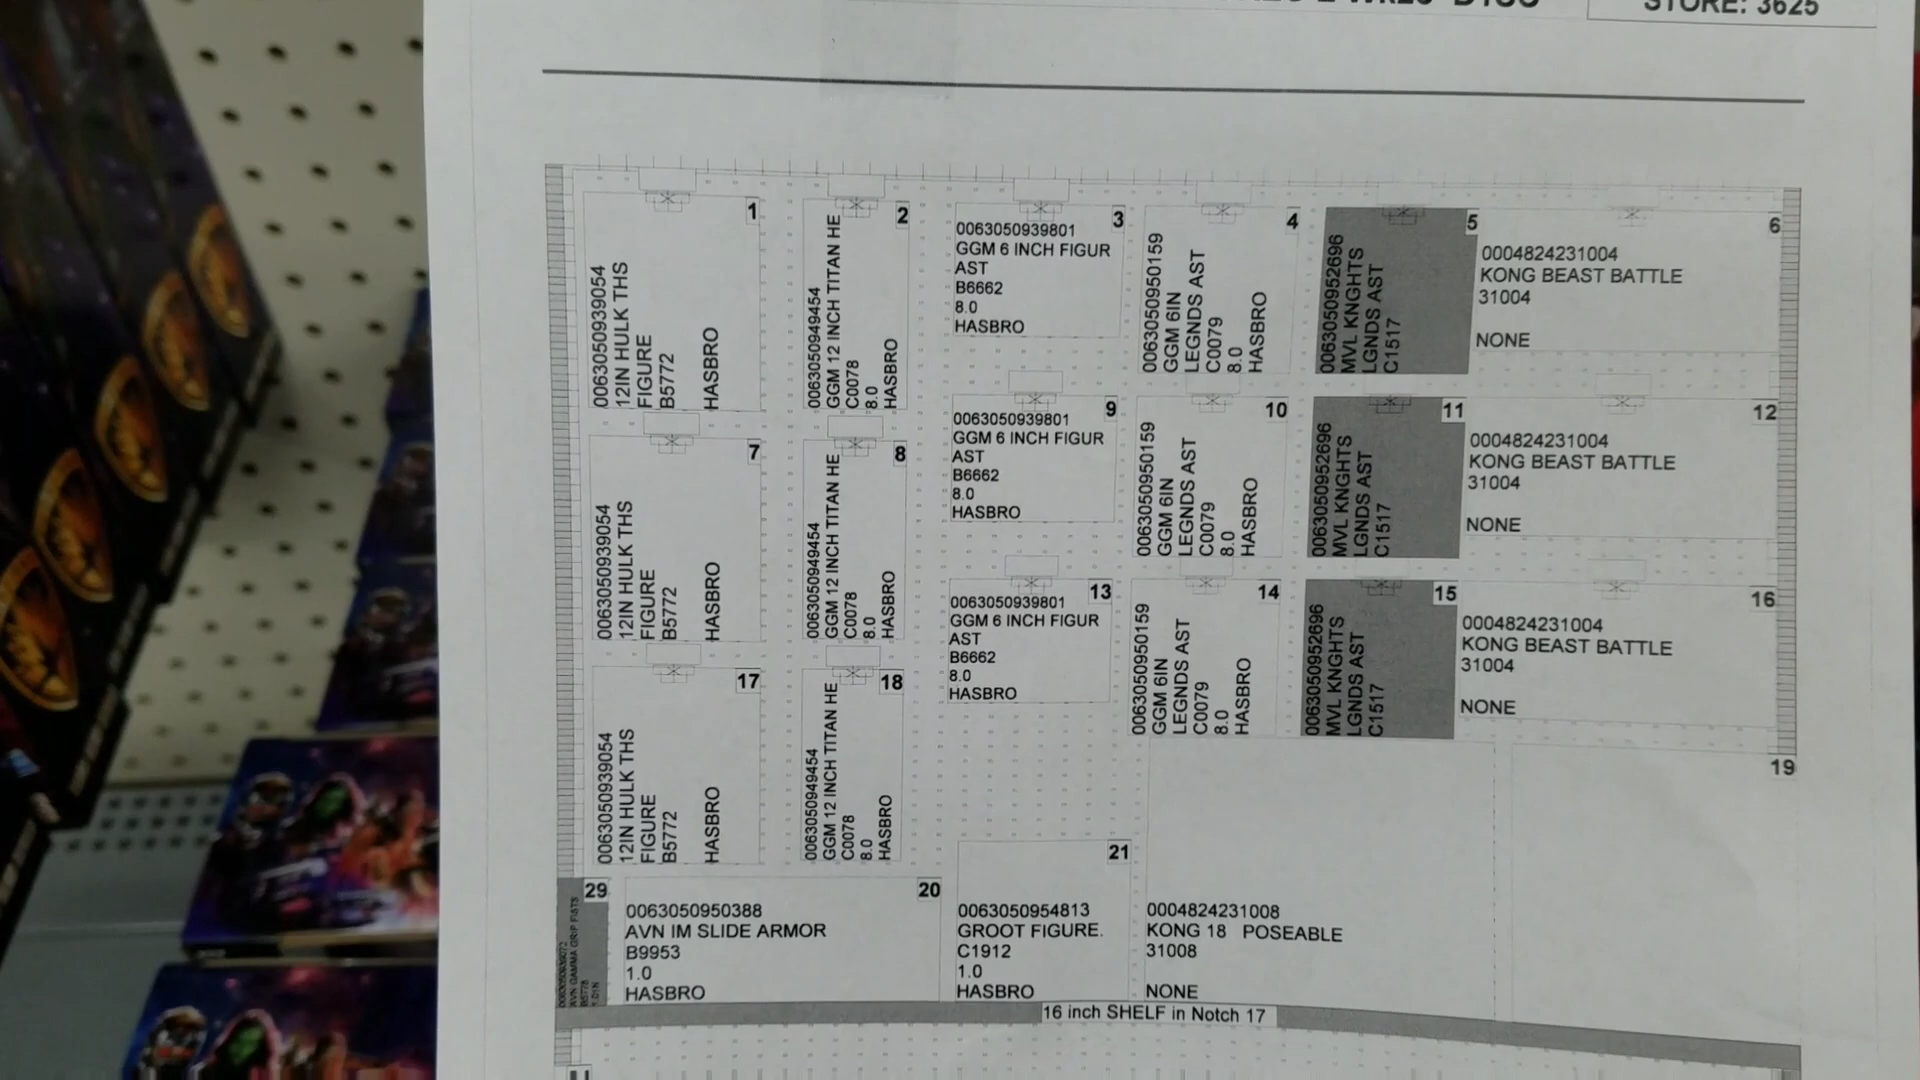 STORE: 3625
1
0063050939054
12IN HULK THS
FIGURE
B5772
HASBRO
2
0063050949454
GGM 12 INCH TITAN HE
C0078
8.0
HASBRO
3
0063050939801
GGM 6 INCH FIGUR
AST
B6662
8.0
HASBRO
4
0063050950159
GGM 6IN
LEGNDS AST
C0079
8.0
HASBRO
5
0063050952696
MVL KNGHTS
LGNDS AST
C1517
6
0004824231004
KONG BEAST BATTLE
31004
NONE
7
0063050939054
12IN HULK THS
FIGURE
B5772
HASBRO
8
0063050949454
GGM 12 INCH TITAN HE
C0078
8.0
HASBRO
9
0063050939801
GGM 6 INCH FIGUR
AST
B6662
8.0
HASBRO
10
0063050950159
GGM 6IN
LEGNDS AST
C0079
8.0
HASBRO
11
0063050952696
MVL KNGHTS
LGNDS AST
C1517
12
0004824231004
KONG BEAST BATTLE
31004
NONE
13
0063050939801
GGM 6 INCH FIGUR
AST
B6662
8.0
HASBRO
14
0063050950159
GGM 6IN
LEGNDS AST
C0079
8.0
HASBRO
15
0063050952696
MVL KNGHTS
LGNDS AST
C1517
16
0004824231004
KONG BEAST BATTLE
31004
NONE
17
0063050939054
12IN HULK THS
FIGURE
B5772
HASBRO
18
0063050949454
GGM 12 INCH TITAN HE
C0078
8.0
HASBRO
19
0004824231008
KONG 18 POSEABLE
31008
NONE
29
AVN GAMMA GRIP FISTS
B5778
20
0063050950388
AVN IM SLIDE ARMOR
B9953
1.0
HASBRO
21
0063050954813
GROOT FIGURE.
C1912
1.0
HASBRO
16 inch SHELF in Notch 17